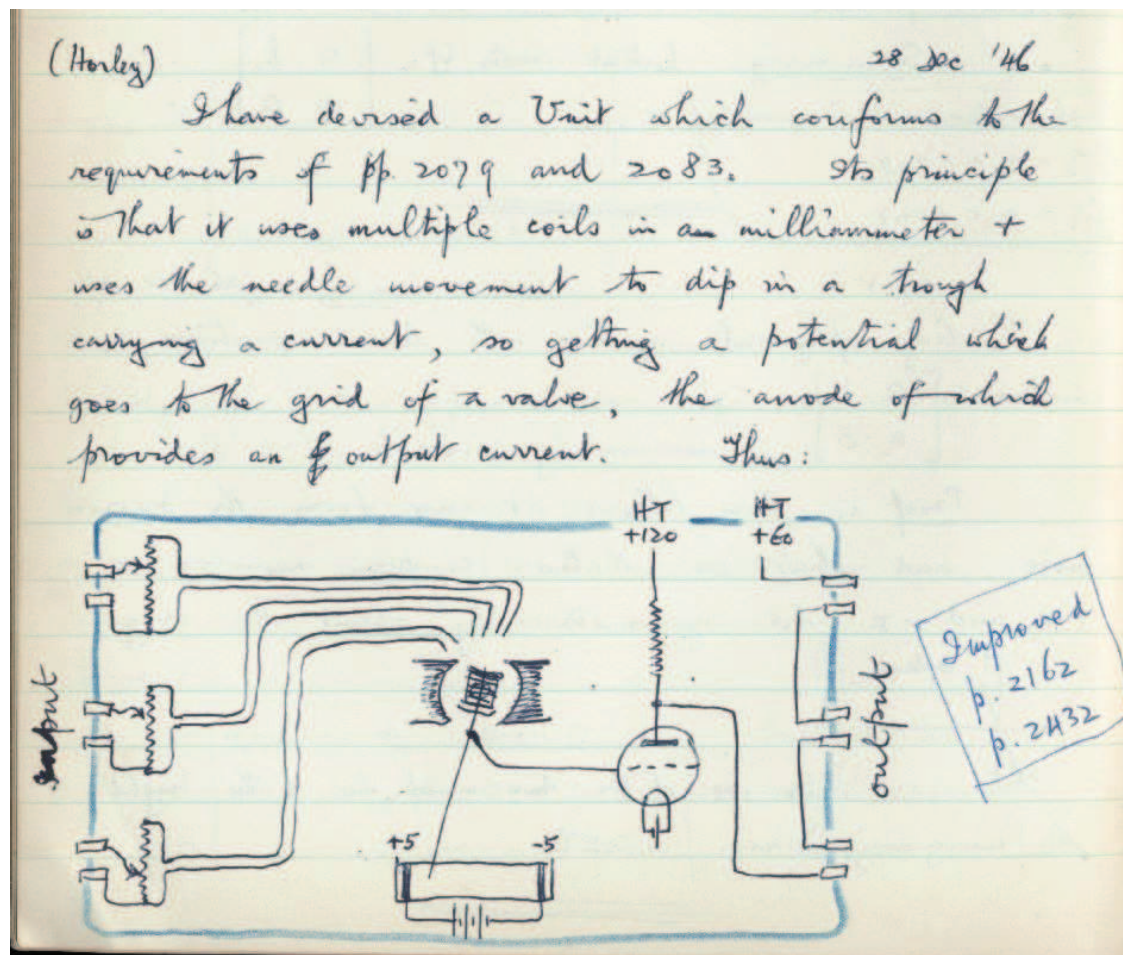 (Horley) 28 Dec '46
I have devised a Unit which conforms to the
requirements of pp. 2079 and 2083. Its principle
is that it uses multiple coils in a milliammeter +
uses the needle movement to dip in a trough
carrying a current, so getting a potential which
goes to the grid of a valve, the anode of which
provides an output current. Thus:
HT
+120
HT
+60
input
output
+5
-5
Improved
p. 2162
p. 2432